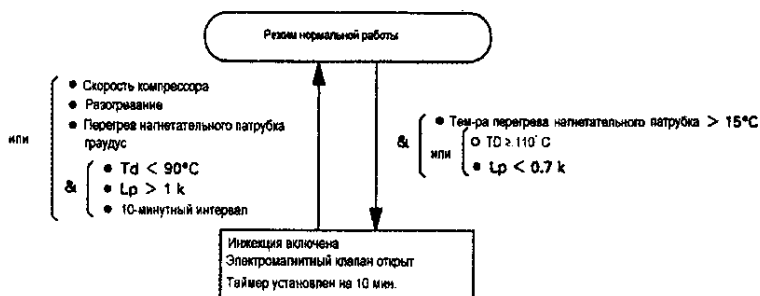 Режим нормальной работы
или
● Скорость компрессора
● Разогревание
● Перегрев нагнетательного патрубка
граудус
&
● Td < 90°C
● Lp > 1 k
● 10-минутный интервал
&
● Тем-ра перегрева нагнетательного патрубка > 15°C
или
○ TD ≥ 110°C
● Lp < 0.7 k
Инжекция включена
Электромагнитный клапан открыт
Таймер установлен на 10 мин.